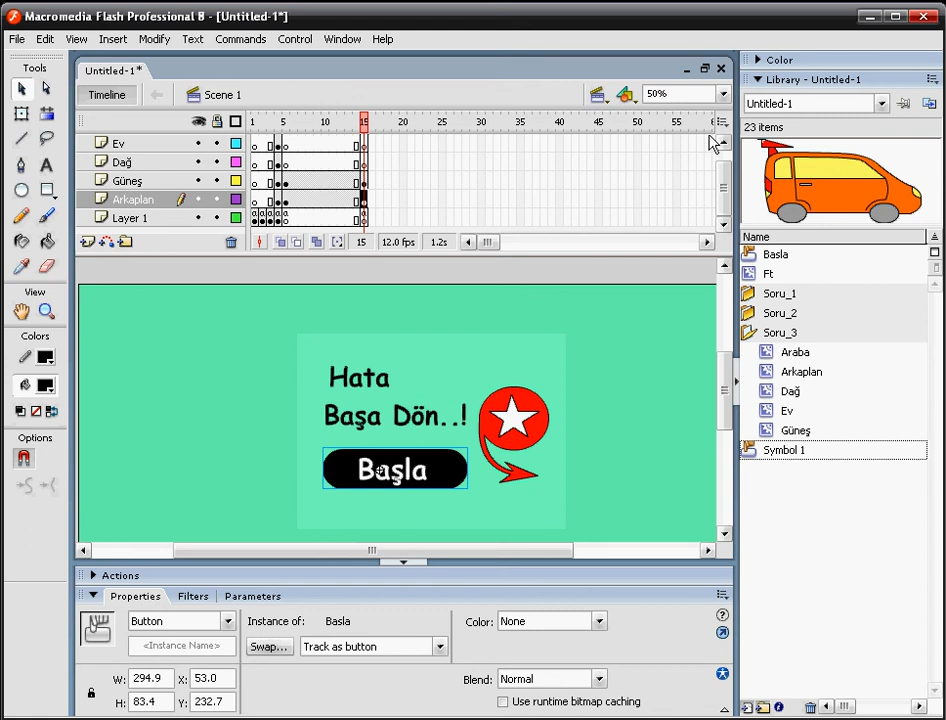 Macromedia Flash Professional 8 - [Untitled-1*]
File Edit View Insert Modify Text Commands Control Window Help
Tools
View
Colors
Options
Untitled-1*
Timeline
Scene 1
50%
1 5 10 15 20 25 30 35 40 45 50 55 6
Ev
Dağ
Güneş
Arkaplan
Layer 1
15 12.0 fps 1.2s
Hata
Başa Dön..!
Başla
Actions
Properties Filters Parameters
Button
<Instance Name>
Instance of: Basla
Swap...
Track as button
Color: None
Blend: Normal
Use runtime bitmap caching
W: 294.9 X: 53.0
H: 83.4 Y: 232.7
Color
Library - Untitled-1
Untitled-1
23 items
Name
Basla
Ft
Soru_1
Soru_2
Soru_3
Araba
Arkaplan
Dağ
Ev
Güneş
Symbol 1